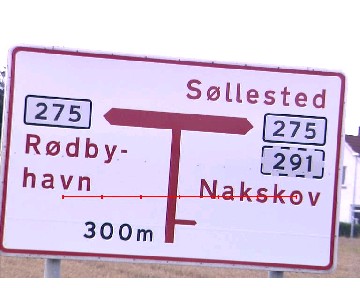 Søllested
275
275
Rødby-
havn
291
Nakskov
300m